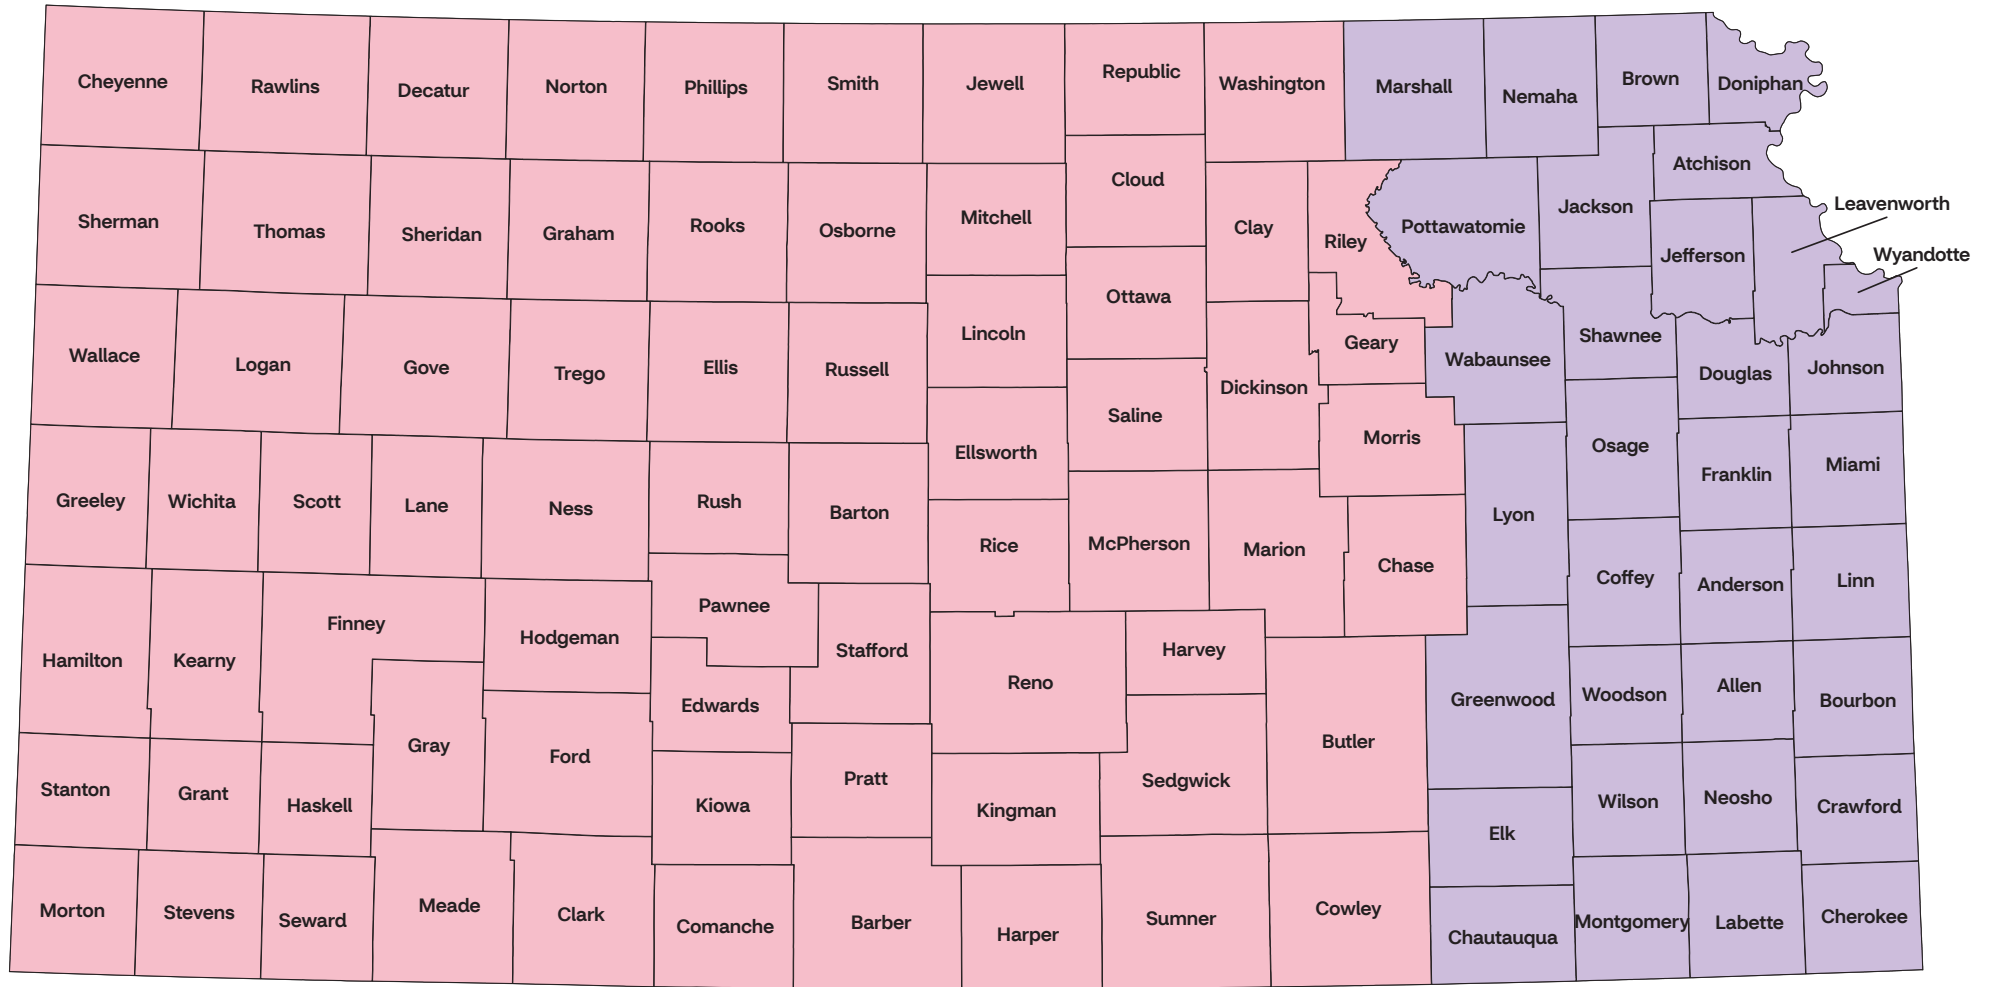 Cheyenne
Rawlins
Decatur
Norton
Phillips
Smith
Jewell
Republic
Washington
Marshall
Nemaha
Brown
Doniphan
Cloud
Atchison
Sherman
Thomas
Sheridan
Graham
Rooks
Osborne
Mitchell
Clay
Riley
Pottawatomie
Jackson
Jefferson
Leavenworth
Wyandotte
Ottawa
Wallace
Logan
Gove
Trego
Ellis
Russell
Lincoln
Saline
Dickinson
Geary
Wabaunsee
Shawnee
Douglas
Johnson
Ellsworth
Morris
Osage
Franklin
Miami
Greeley
Wichita
Scott
Lane
Ness
Rush
Barton
Rice
McPherson
Marion
Chase
Lyon
Coffey
Anderson
Linn
Hamilton
Kearny
Finney
Hodgeman
Pawnee
Stafford
Reno
Harvey
Edwards
Gray
Ford
Butler
Greenwood
Woodson
Allen
Bourbon
Stanton
Grant
Haskell
Kiowa
Pratt
Kingman
Sedgwick
Elk
Wilson
Neosho
Crawford
Morton
Stevens
Seward
Meade
Clark
Comanche
Barber
Harper
Sumner
Cowley
Chautauqua
Montgomery
Labette
Cherokee